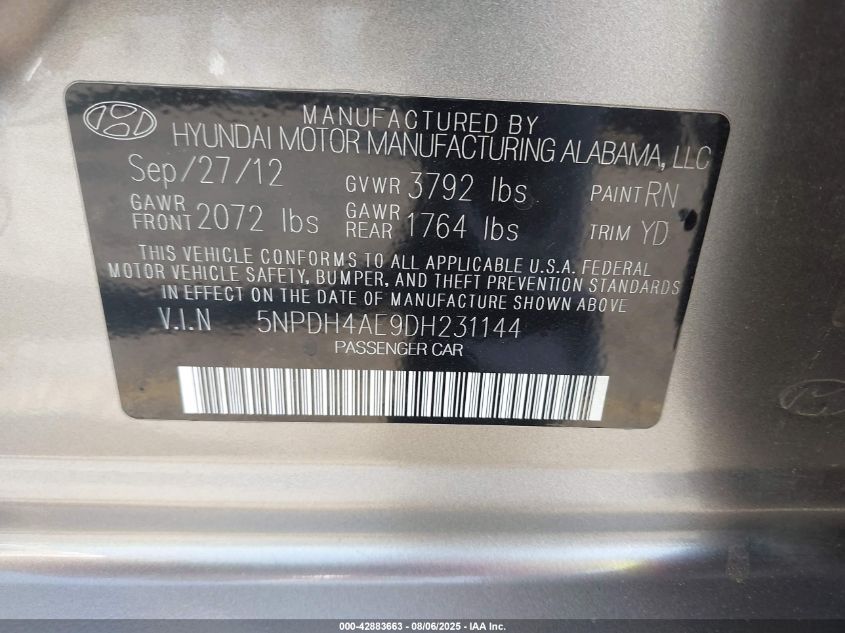 MANUFACTURED BY
HYUNDAI MOTOR MANUFACTURING ALABAMA, LLC
Sep/27/12 GVWR 3792 lbs PAINT RN
GAWR FRONT 2072 lbs GAWR REAR 1764 lbs TRIM YD
THIS VEHICLE CONFORMS TO ALL APPLICABLE U.S.A. FEDERAL
MOTOR VEHICLE SAFETY, BUMPER, AND THEFT PREVENTION STANDARDS
IN EFFECT ON THE DATE OF MANUFACTURE SHOWN ABOVE
V.I.N 5NPDH4AE9DH231144
PASSENGER CAR
000-42883663 - 08/06/2025 - IAA Inc.